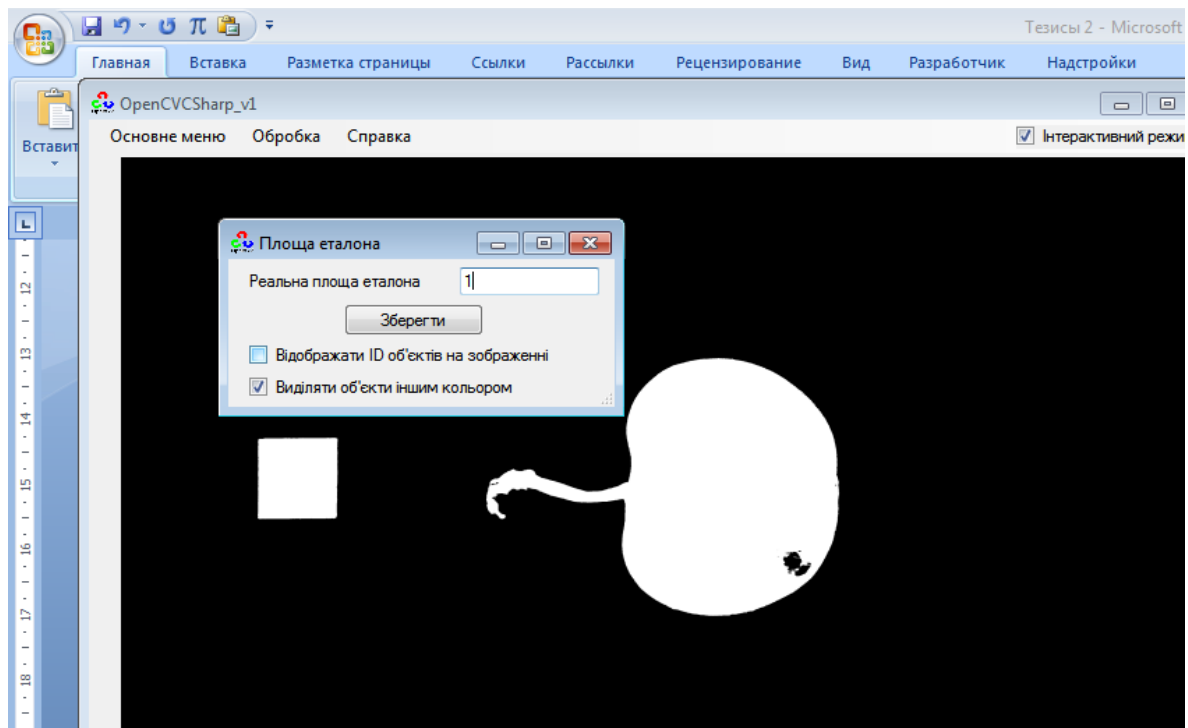 Тезисы 2 - Microsoft
Главная Вставка Разметка страницы Ссылки Рассылки Рецензирование Вид Разработчик Надстройки
OpenCVCSharp_v1
Вставит
Основне меню Обробка Справка Інтерактивний режи
Площа еталона
Реальна площа еталона 1
Зберегти
Відображати ID об'єктів на зображенні
Виділяти об'єкти іншим кольором
L
12
13
14
15
16
17
18